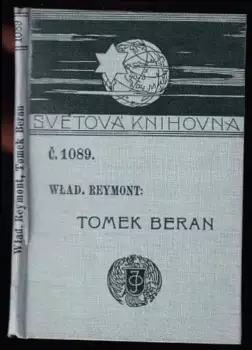 SVĚTOVÁ KNIHOVNA
Č. 1089.
WŁAD. REYMONT:
TOMEK BERAN
Wład. Reymont, Tomek Beran
1089